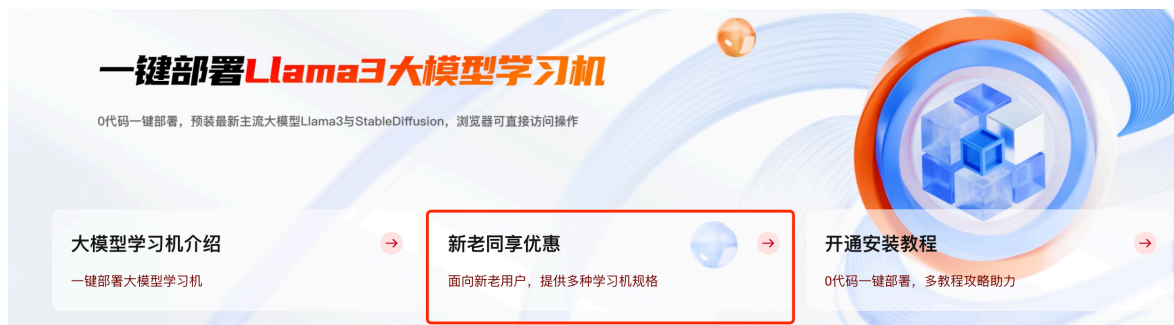 一键部署Llama3大模型学习机
0代码一键部署，预装最新主流大模型Llama3与StableDiffusion，浏览器可直接访问操作
大模型学习机介绍
一键部署大模型学习机
新老同享优惠
面向新老用户，提供多种学习机规格
开通安装教程
0代码一键部署，多教程攻略助力